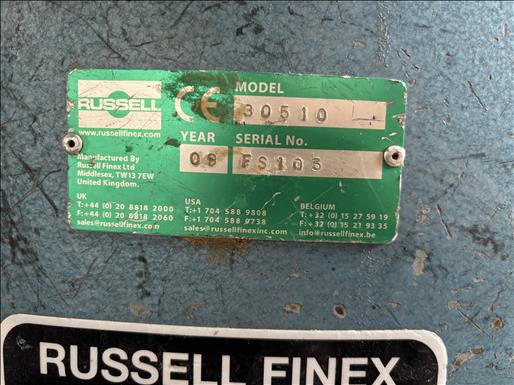 MODEL
RUSSELL CE 30510
www.russellfinex.com YEAR SERIAL No.
08 FS103
Manufactured By
Russell Finex Ltd
Middlesex, TW13 7EW
United Kingdom.
UK
T:+44 (0) 20 8818 2000
F:+44 (0) 20 8818 2060
sales@russellfinex.com
USA
T:+1 704 588 9808
F:+1 704 588 9738
sales@russellfinexinc.com
BELGIUM
T:+32 (0) 15 27 59 19
F:+32 (0) 15 21 93 35
info@russellfinex.be
RUSSELL FINEX